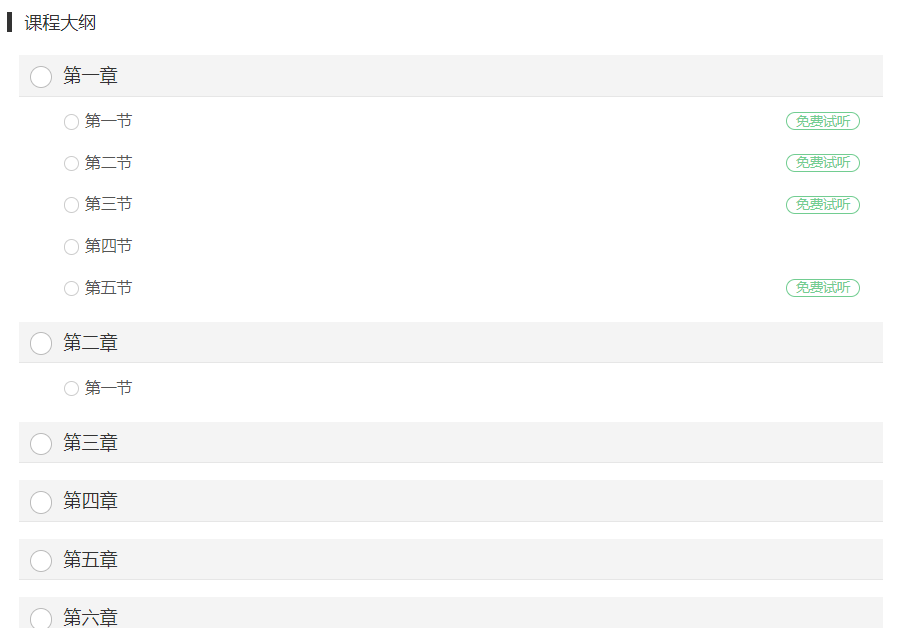 课程大纲
第一章
第一节 免费试听
第二节 免费试听
第三节 免费试听
第四节
第五节 免费试听
第二章
第一节
第三章
第四章
第五章
第六章